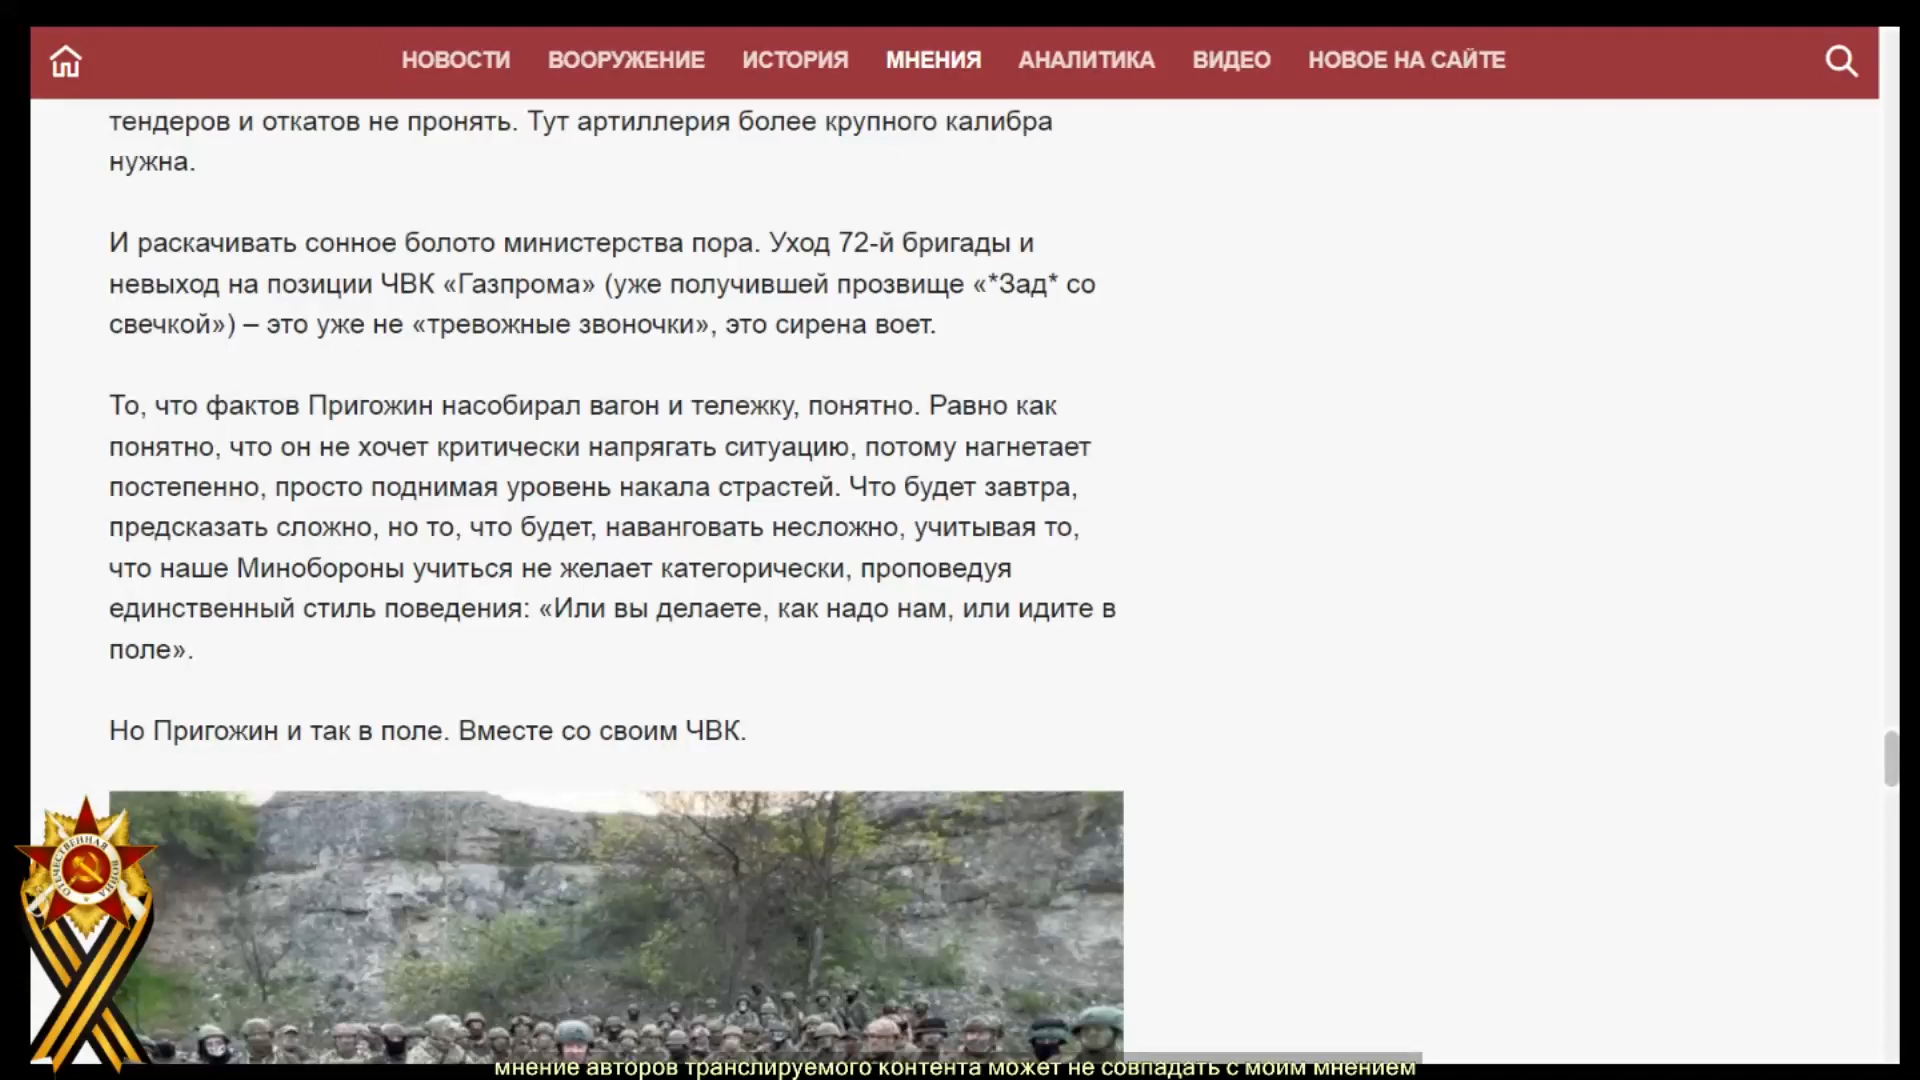 НОВОСТИ ВООРУЖЕНИЕ ИСТОРИЯ МНЕНИЯ АНАЛИТИКА ВИДЕО НОВОЕ НА САЙТЕ
тендеров и откатов не пронять. Тут артиллерия более крупного калибра
нужна.
И раскачивать сонное болото министерства пора. Уход 72-й бригады и
невыход на позиции ЧВК «Газпрома» (уже получившей прозвище «*Зад* со
свечкой») – это уже не «тревожные звоночки», это сирена воет.
То, что фактов Пригожин насобирал вагон и тележку, понятно. Равно как
понятно, что он не хочет критически напрягать ситуацию, потому нагнетает
постепенно, просто поднимая уровень накала страстей. Что будет завтра,
предсказать сложно, но то, что будет, наванговать несложно, учитывая то,
что наше Минобороны учиться не желает категорически, проповедуя
единственный стиль поведения: «Или вы делаете, как надо нам, или идите в
поле».
Но Пригожин и так в поле. Вместе со своим ЧВК.
ОТЕЧЕСТВЕННАЯ ВОЙНА
мнение авторов транслируемого контента может не совпадать с моим мнением